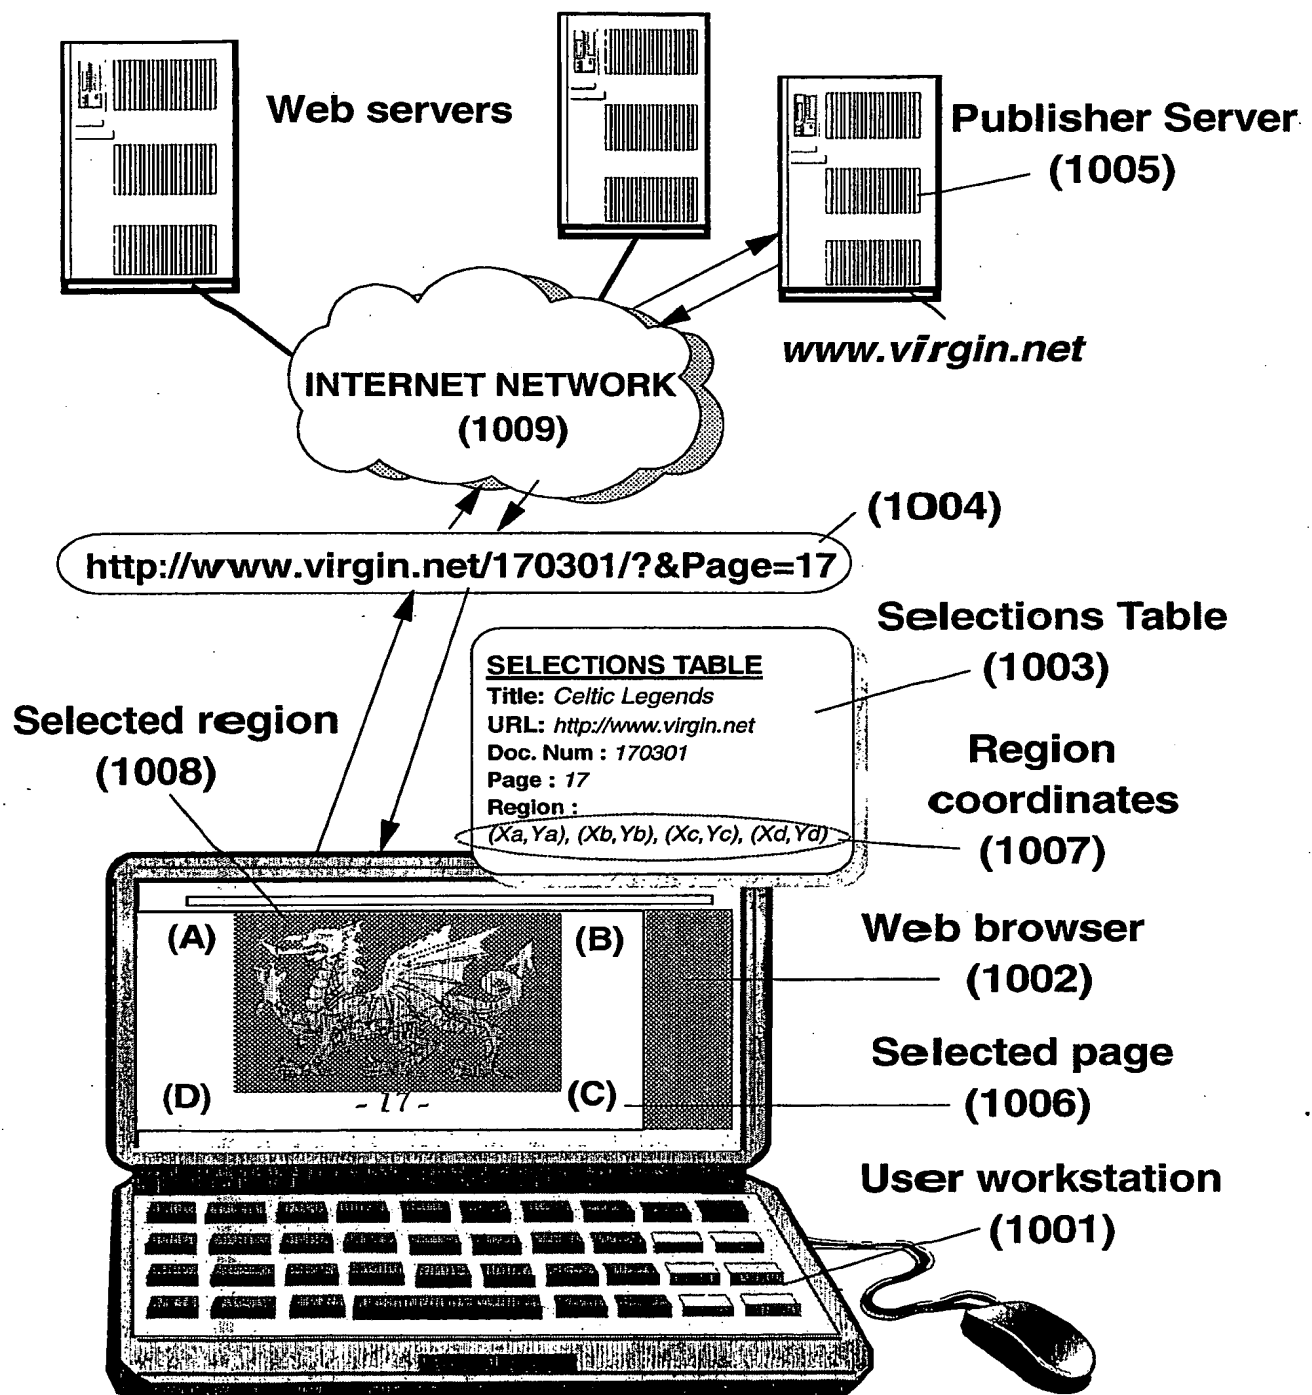 Web servers
Publisher Server
(1005)
www.virgin.net
INTERNET NETWORK
(1009)
(1004)
http://www.virgin.net/170301/?&Page=17
Selections Table
(1003)
SELECTIONS TABLE
Title: Celtic Legends
URL: http://www.virgin.net
Doc. Num : 170301
Page : 17
Region :
(Xa,Ya), (Xb,Yb), (Xc,Yc), (Xd,Yd)
Selected region
(1008)
Region
coordinates
(1007)
(A)
(B)
Web browser
(1002)
(D)
- 17 -
(C)
Selected page
(1006)
User workstation
(1001)